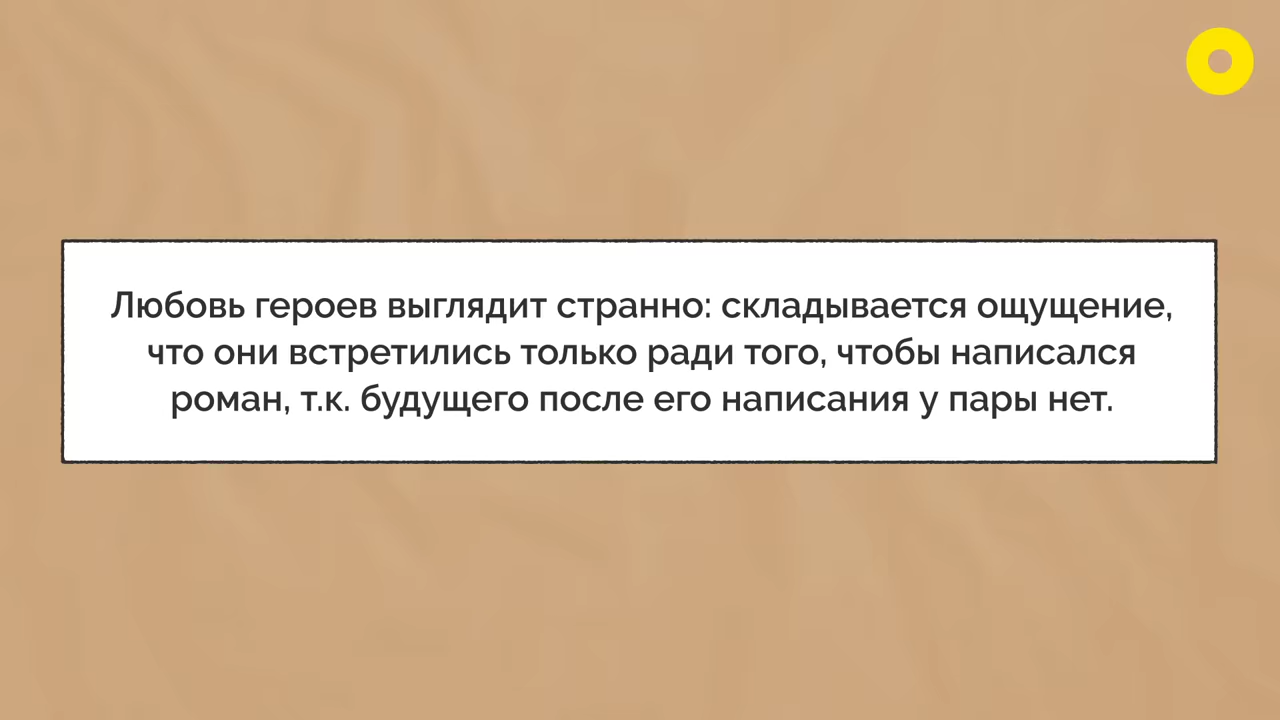 Любовь героев выглядит странно: складывается ощущение,
что они встретились только ради того, чтобы написался
роман, т.к. будущего после его написания у пары нет.